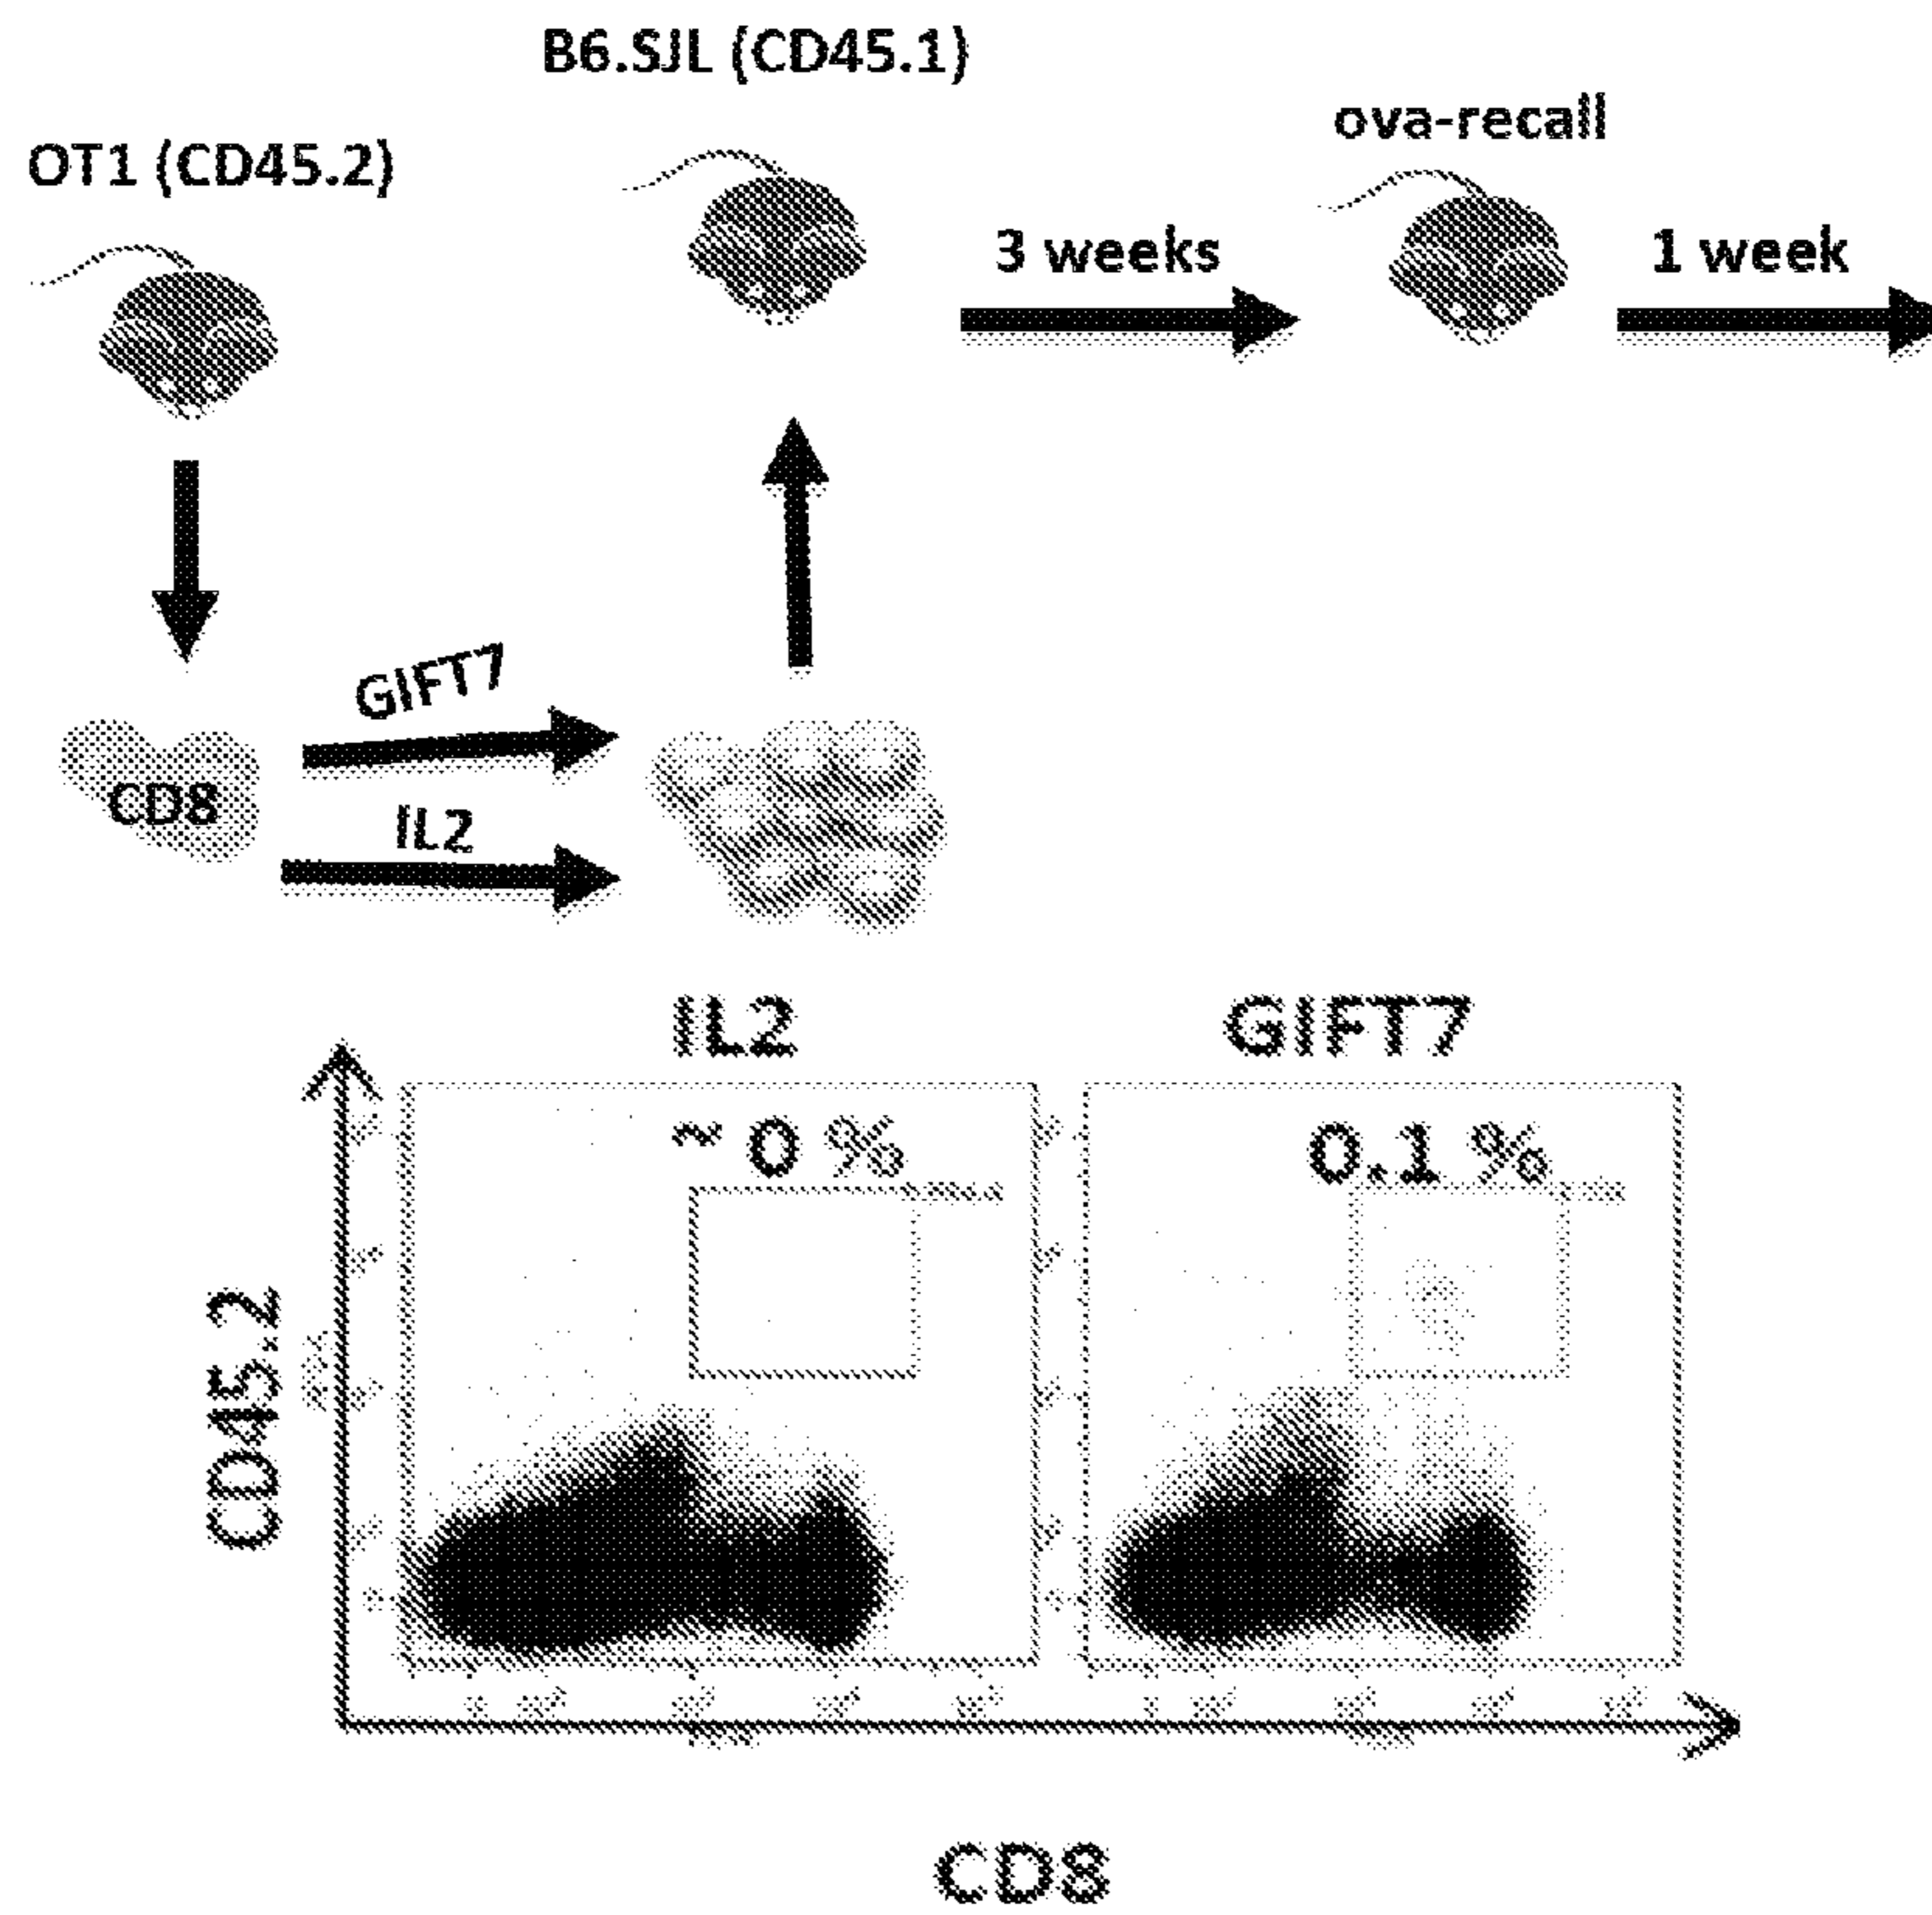 B6.SJL (CD45.1)
ova-recall
OT1 (CD45.2)
3 weeks
1 week
GIFT7
CD8
IL2
IL2
GIFT7
~ 0 %
0.1 %
CD45.2
CD8